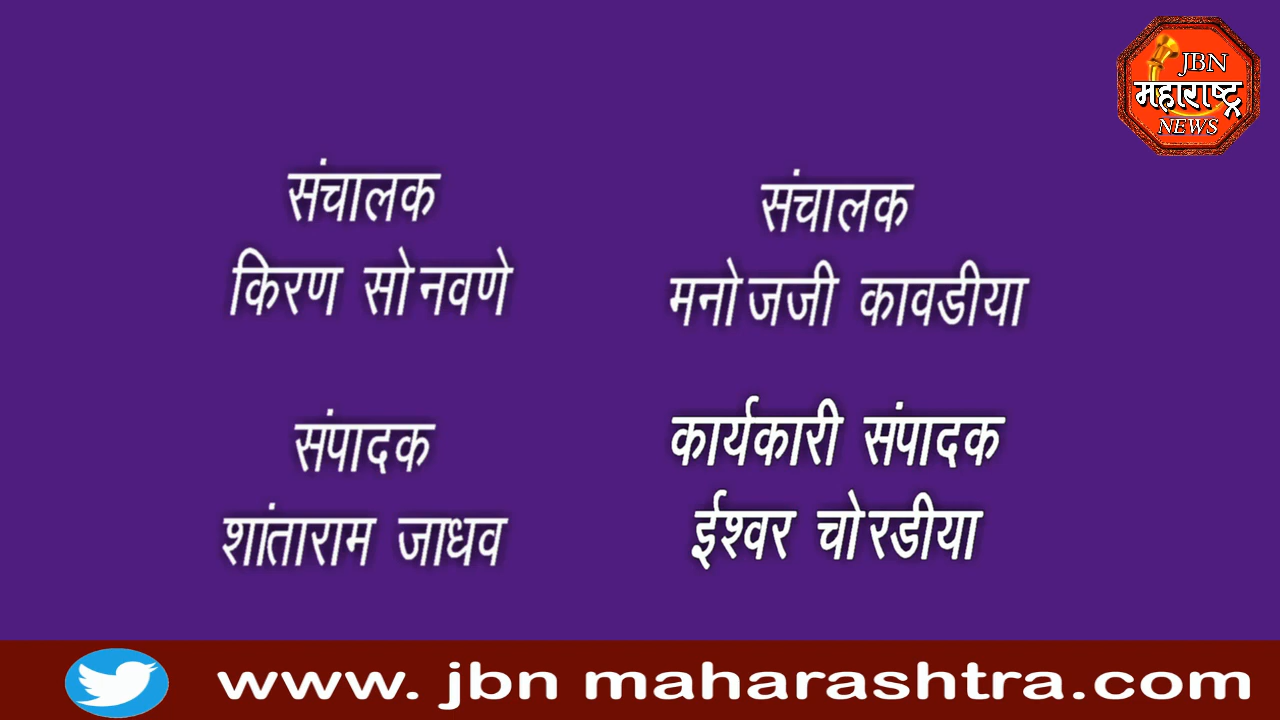 JBN
महाराष्ट्र
NEWS
संचालक
किरण सोनवणे
संचालक
मनोजजी कावडीया
संपादक
शांताराम जाधव
कार्यकारी संपादक
ईश्वर चोरडीया
www. jbn maharashtra.com